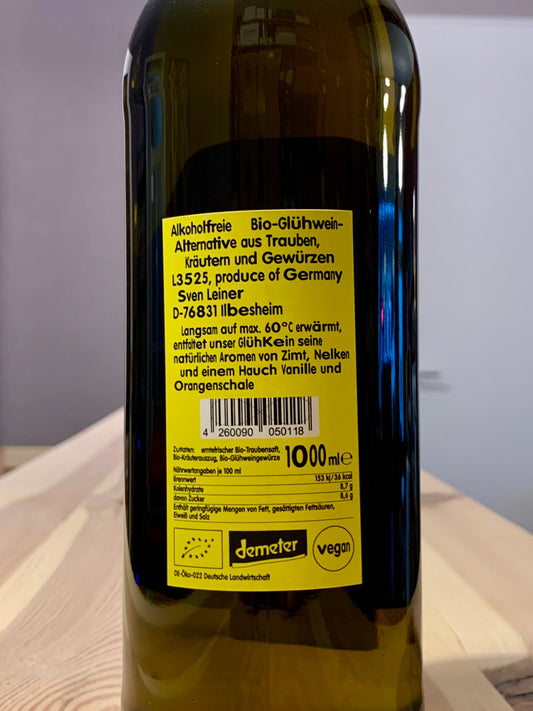 Alkoholfreie Bio-Glühwein-
Alternative aus Trauben,
Kräutern und Gewürzen
L3525, produce of Germany
Sven Leiner
D-76831 Ilbesheim
Langsam auf max. 60°C erwärmt,
entfaltet unser GlühKein seine
natürlichen Aromen von Zimt, Nelken
und einem Hauch Vanille und
Orangenschale
4 260090 050118
Zutaten: erntefrischer Bio-Traubensaft,
Bio-Kräuterauszug, Bio-Glühweingewürze
1000 ml e
Nährwertangaben je 100 ml
Brennwert 153 kj/36 kcal
Kolenhydrate 8,7 g
davon Zucker 8,6 g
Enthält geringfügige Mengen von Fett, gesättigten Fettsäuren,
Eiweiß und Salz
demeter
vegan
DE-Öko-022 Deutsche Landwirtschaft